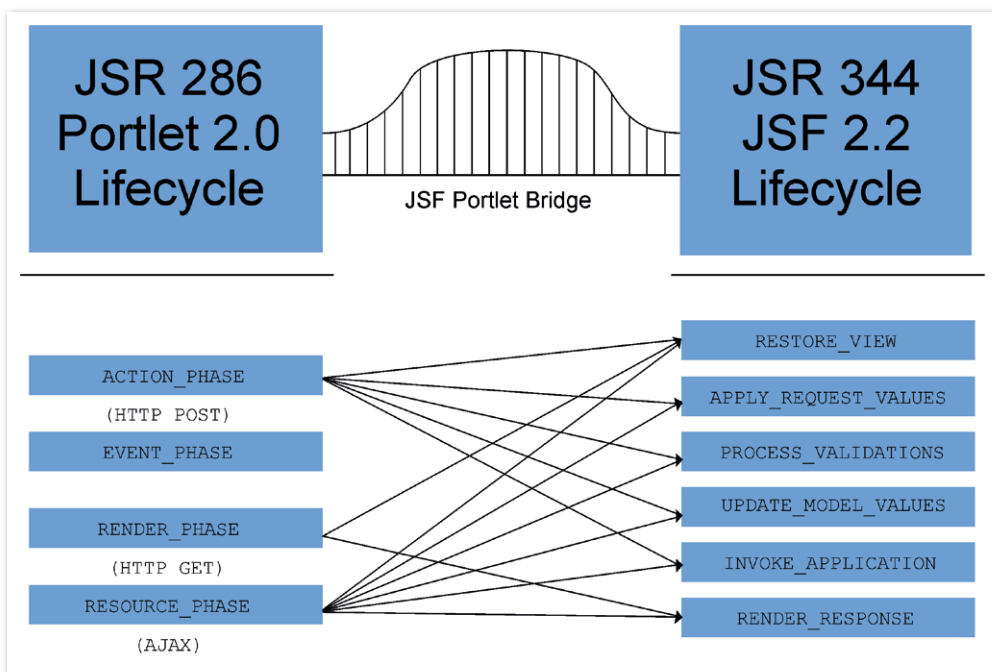 JSR 286
Portlet 2.0
Lifecycle
JSF Portlet Bridge
JSR 344
JSF 2.2
Lifecycle
ACTION_PHASE
(HTTP POST)
EVENT_PHASE
RENDER_PHASE
(HTTP GET)
RESOURCE_PHASE
(AJAX)
RESTORE_VIEW
APPLY_REQUEST_VALUES
PROCESS_VALIDATIONS
UPDATE_MODEL_VALUES
INVOKE_APPLICATION
RENDER_RESPONSE